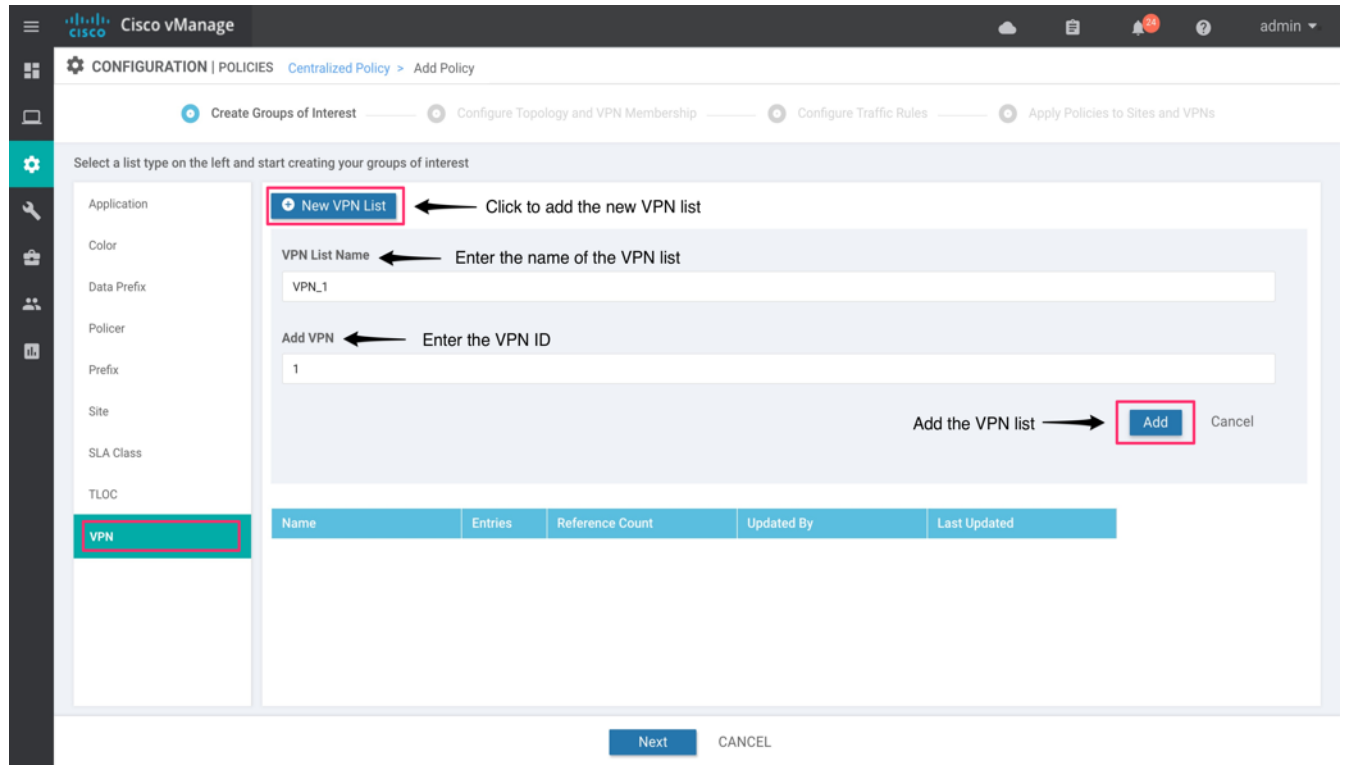 cisco Cisco vManage 24 admin
CONFIGURATION | POLICIES Centralized Policy > Add Policy
Create Groups of Interest Configure Topology and VPN Membership Configure Traffic Rules Apply Policies to Sites and VPNs
Select a list type on the left and start creating your groups of interest
Application
Color
Data Prefix
Policer
Prefix
Site
SLA Class
TLOC
VPN
New VPN List Click to add the new VPN list
VPN List Name Enter the name of the VPN list
VPN_1
Add VPN Enter the VPN ID
1
Add the VPN list Add Cancel
Name Entries Reference Count Updated By Last Updated
Next CANCEL